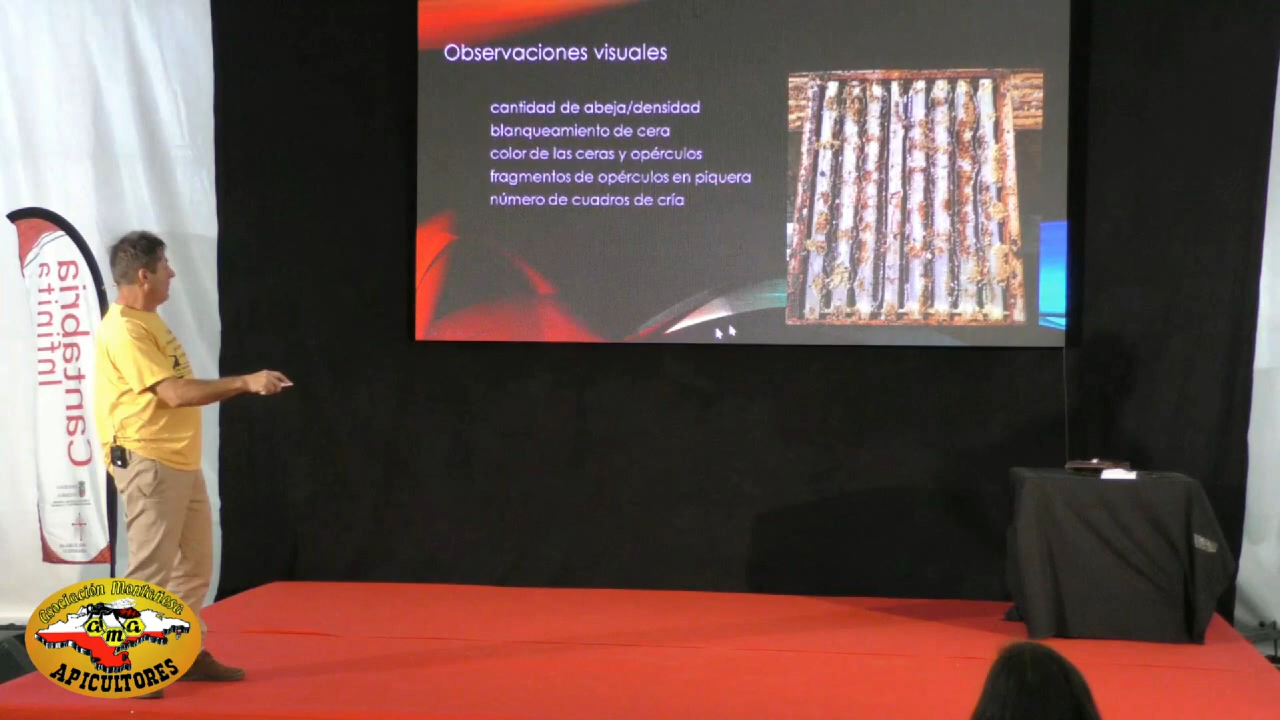 Observaciones visuales
cantidad de abeja/densidad
blanqueamiento de cera
color de las ceras y opérculos
fragmentos de opérculos en piquera
número de cuadros de cría
Cantabria
Infinita
Asociación Montañesa
ama
APICULTORES